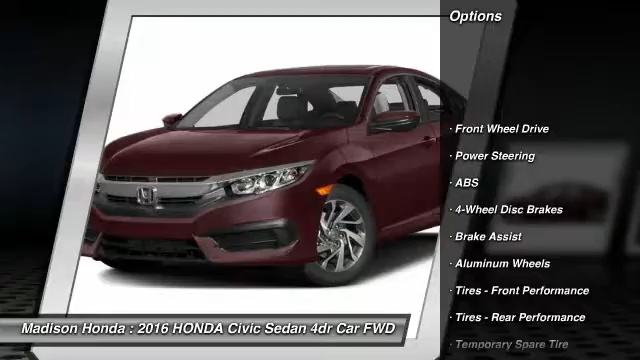 Options
· Front Wheel Drive
· Power Steering
· ABS
· 4-Wheel Disc Brakes
· Brake Assist
· Aluminum Wheels
· Tires - Front Performance
· Tires - Rear Performance
· Temporary Spare Tire
Madison Honda : 2016 HONDA Civic Sedan 4dr Car FWD